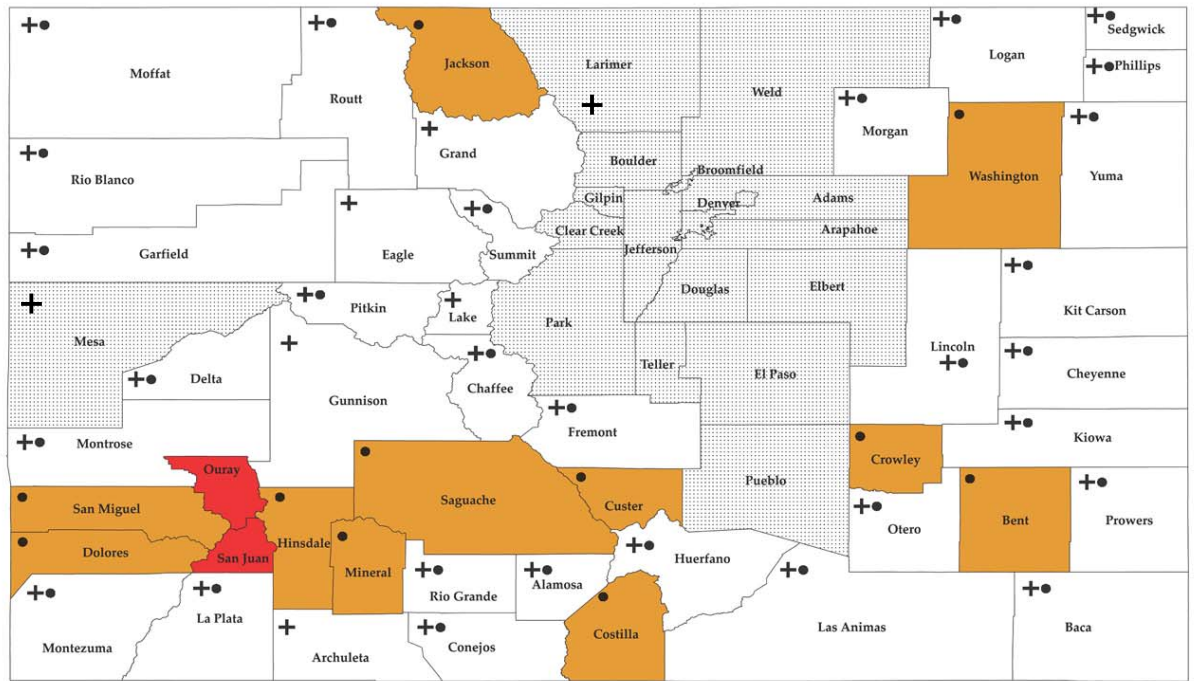 Moffat
Routt
Jackson
Larimer
Weld
Logan
Sedgwick
Phillips
Rio Blanco
Grand
Boulder
Broomfield
Morgan
Washington
Yuma
Garfield
Eagle
Summit
Gilpin
Clear Creek
Jefferson
Denver
Adams
Arapahoe
Mesa
Pitkin
Lake
Park
Douglas
Elbert
Lincoln
Kit Carson
Delta
Gunnison
Chaffee
Teller
El Paso
Cheyenne
Montrose
Fremont
Kiowa
Ouray
San Miguel
Saguache
Custer
Pueblo
Crowley
Otero
Bent
Prowers
Dolores
San Juan
Hinsdale
Mineral
Rio Grande
Alamosa
Huerfano
Montezuma
La Plata
Archuleta
Conejos
Costilla
Las Animas
Baca